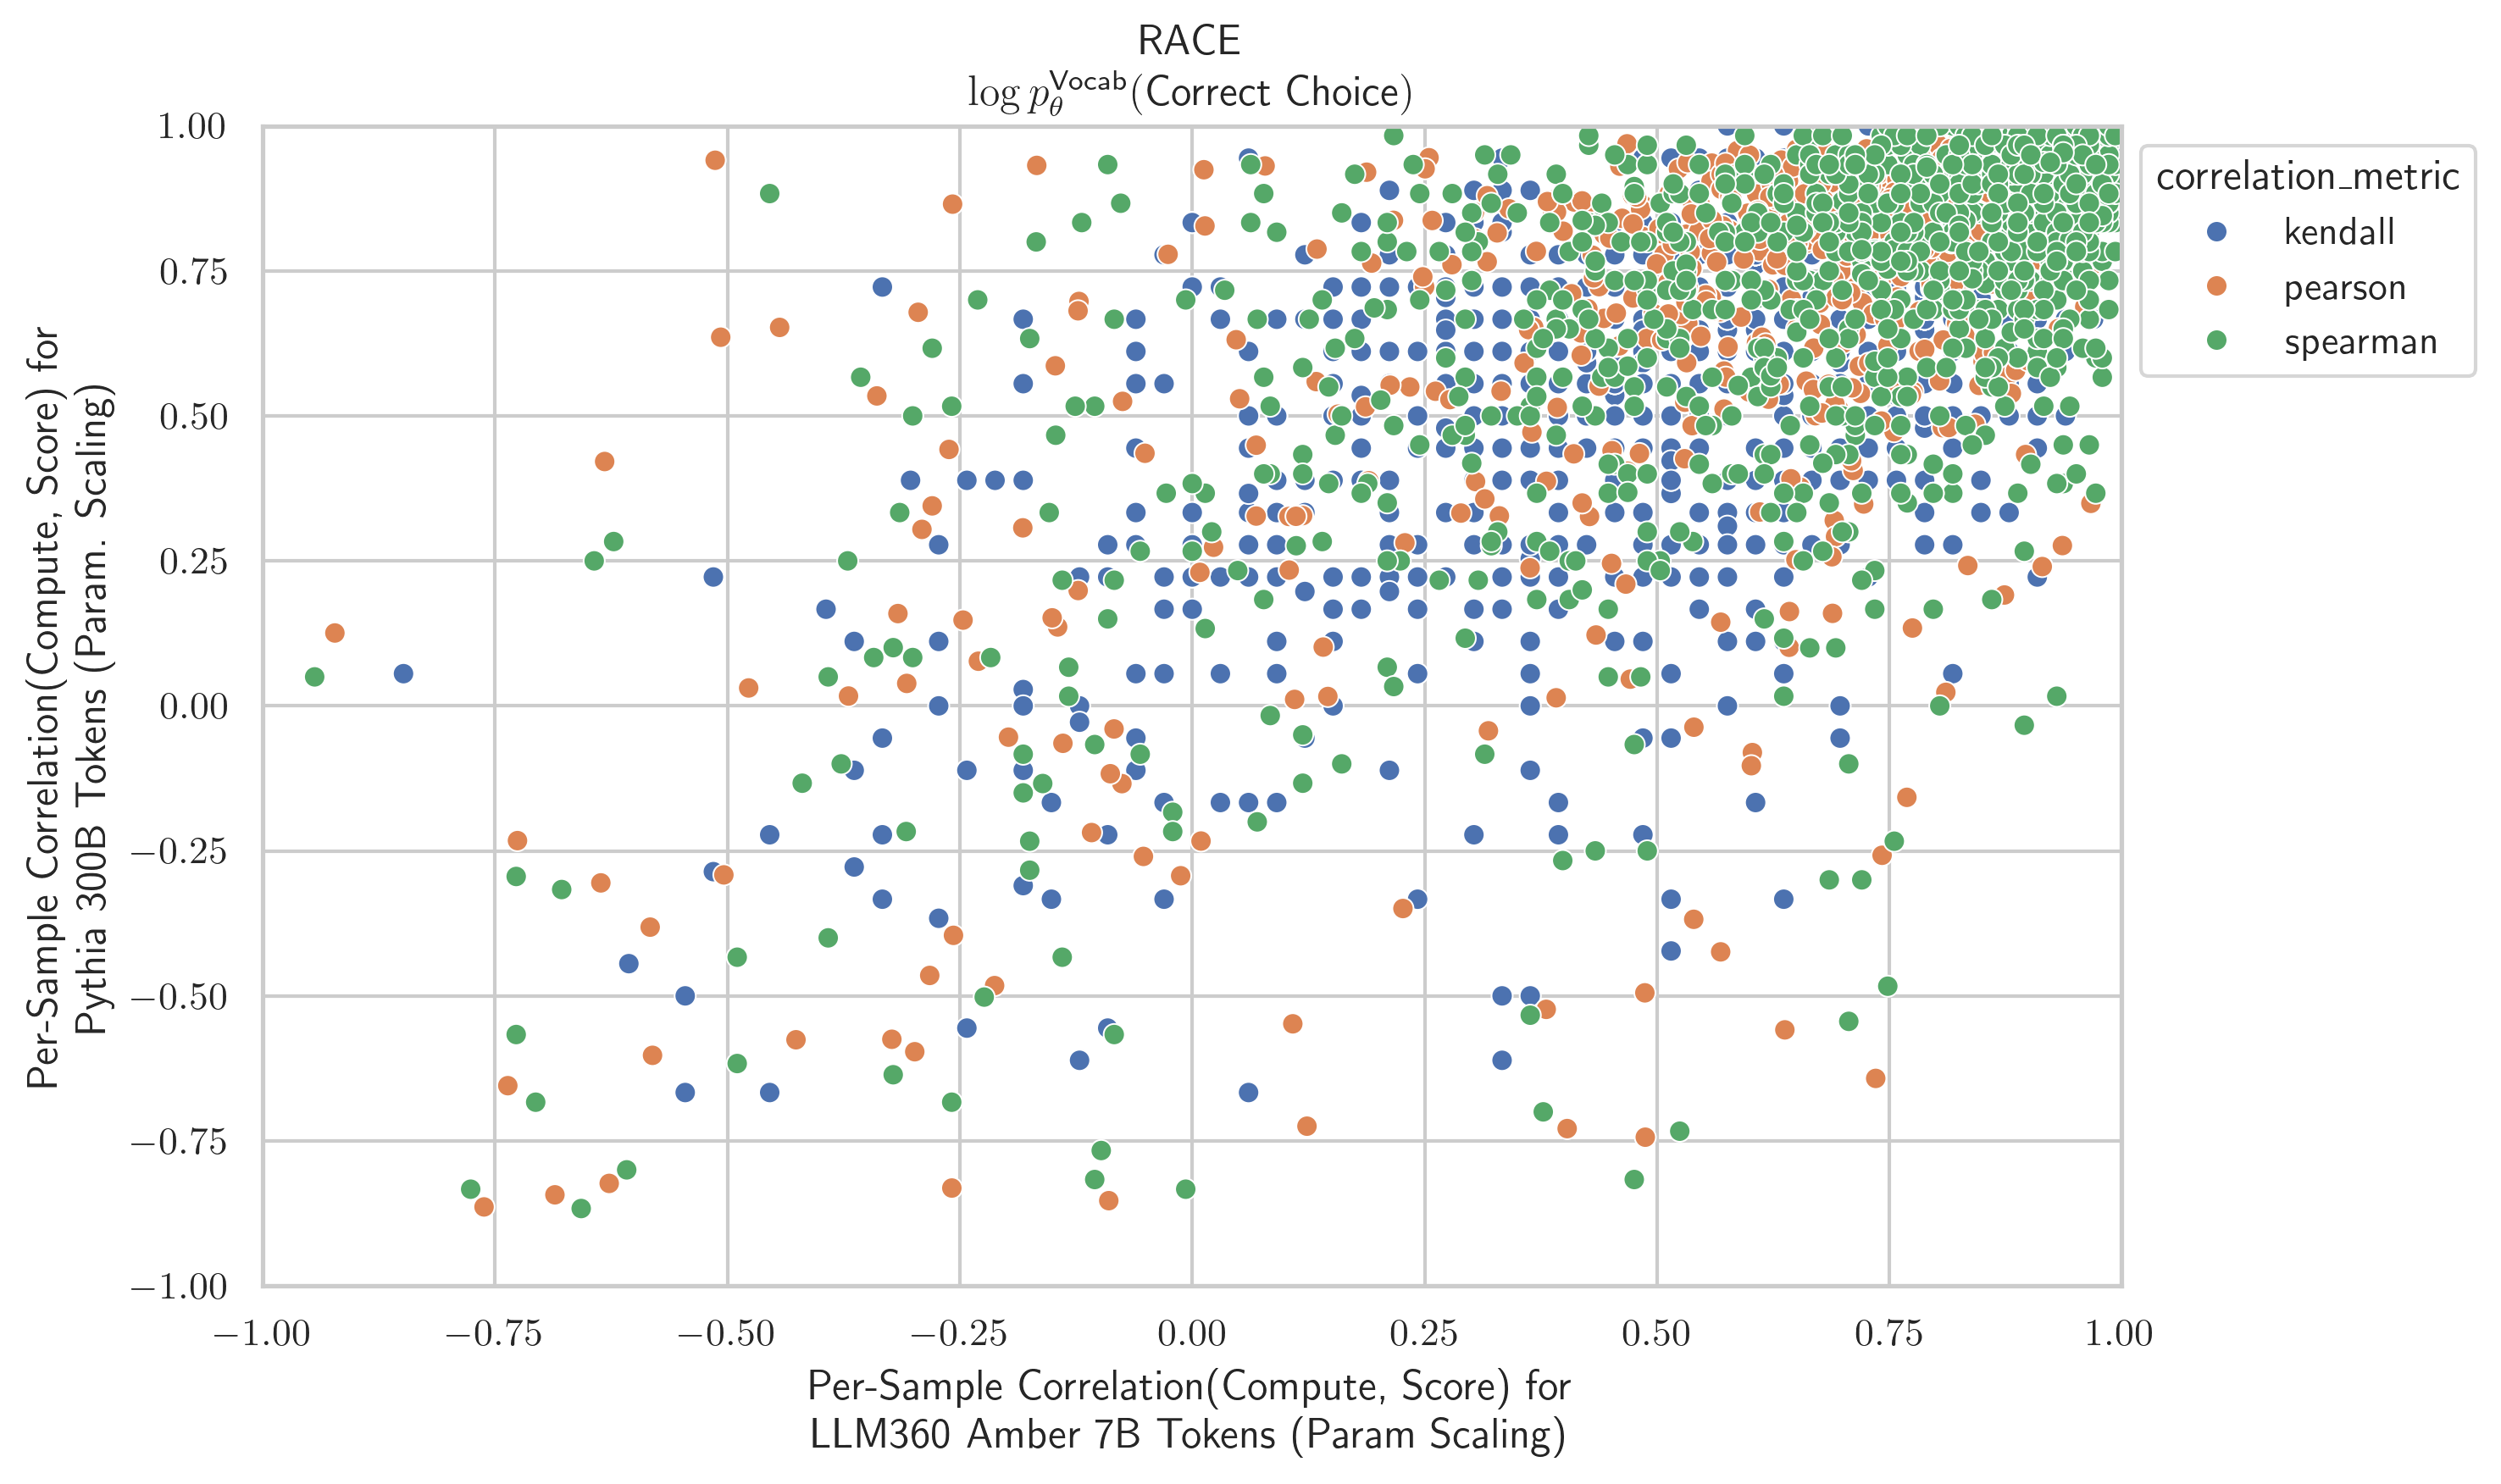 RACE
log p_θ^Vocab(Correct Choice)
Per-Sample Correlation(Compute, Score) for
Pythia 300B Tokens (Param. Scaling)
1.00
0.75
0.50
0.25
0.00
−0.25
−0.50
−0.75
−1.00
−1.00 −0.75 −0.50 −0.25 0.00 0.25 0.50 0.75 1.00
Per-Sample Correlation(Compute, Score) for
LLM360 Amber 7B Tokens (Param Scaling)
correlation_metric
kendall
pearson
spearman